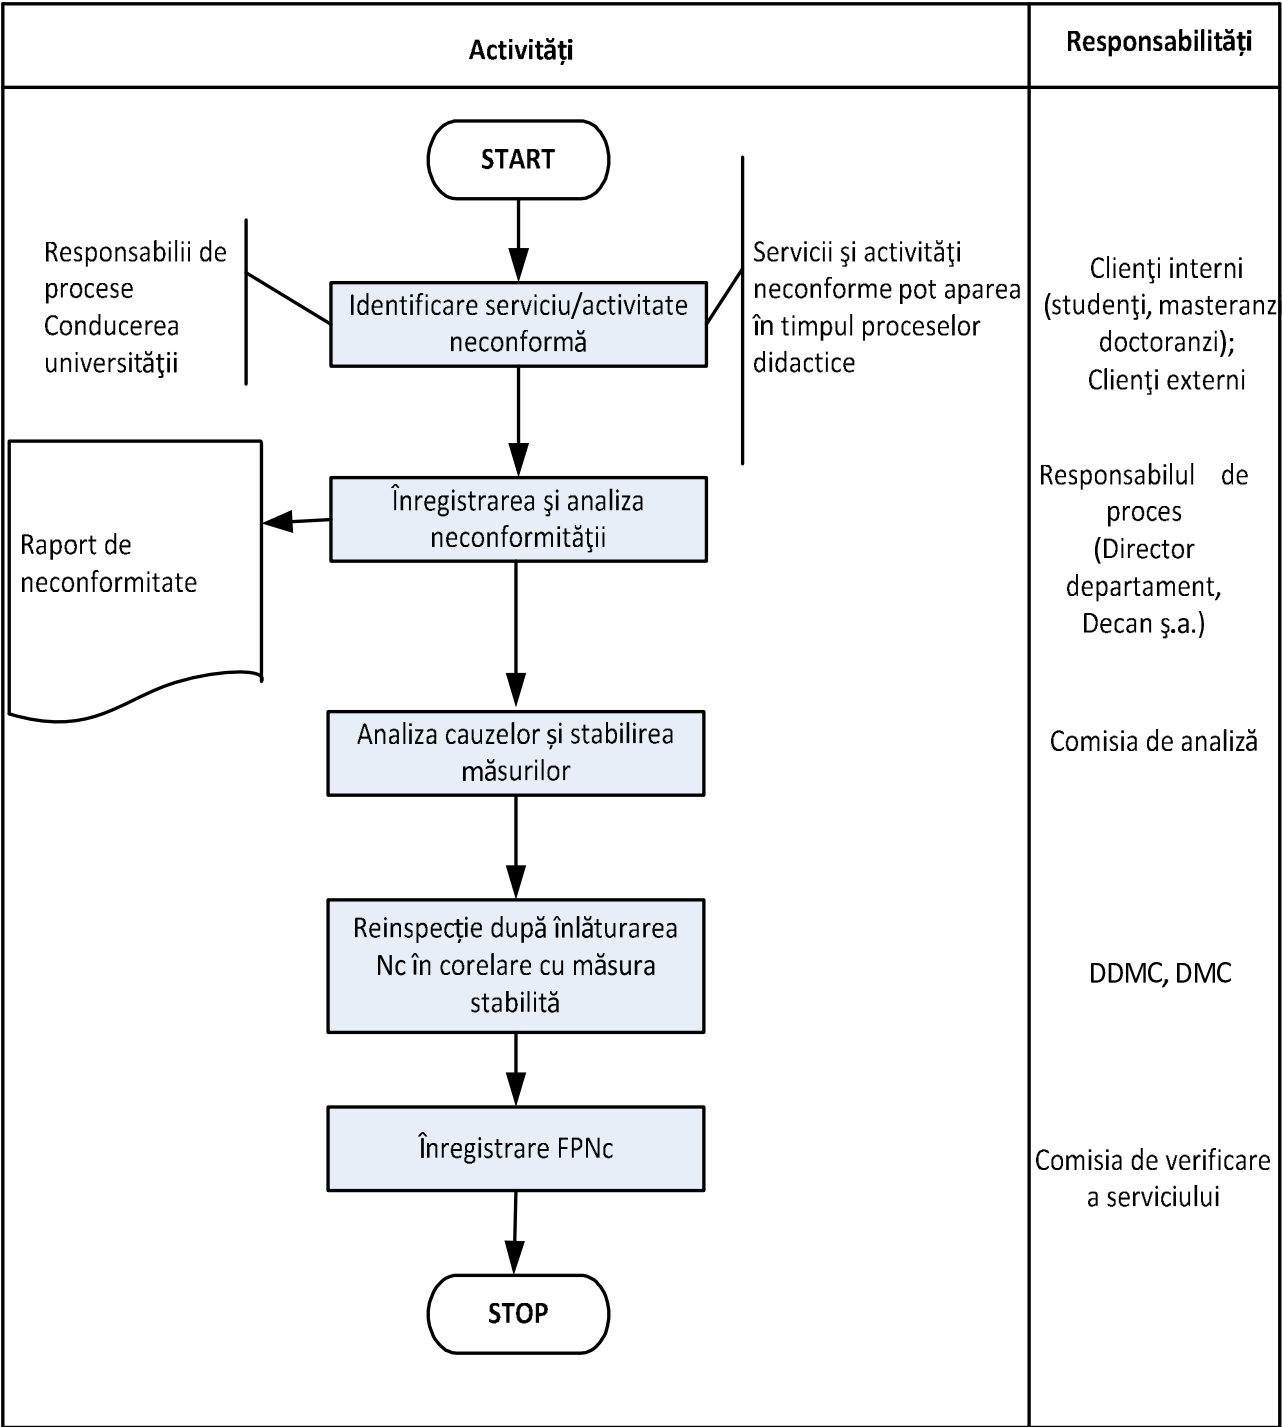 Activități
Responsabilități
START
Responsabilii de
procese
Conducerea
universităţii
Identificare serviciu/activitate
neconformă
Servicii şi activităţi
neconforme pot aparea
în timpul proceselor
didactice
Clienţi interni
(studenţi, masteranzi
doctoranzi);
Clienţi externi
Înregistrarea şi analiza
neconformităţii
Raport de
neconformitate
Responsabilul de
proces
(Director
departament,
Decan ş.a.)
Analiza cauzelor și stabilirea
măsurilor
Comisia de analiză
Reinspecție după înlăturarea
Nc în corelare cu măsura
stabilită
DDMC, DMC
Înregistrare FPNc
Comisia de verificare
a serviciului
STOP